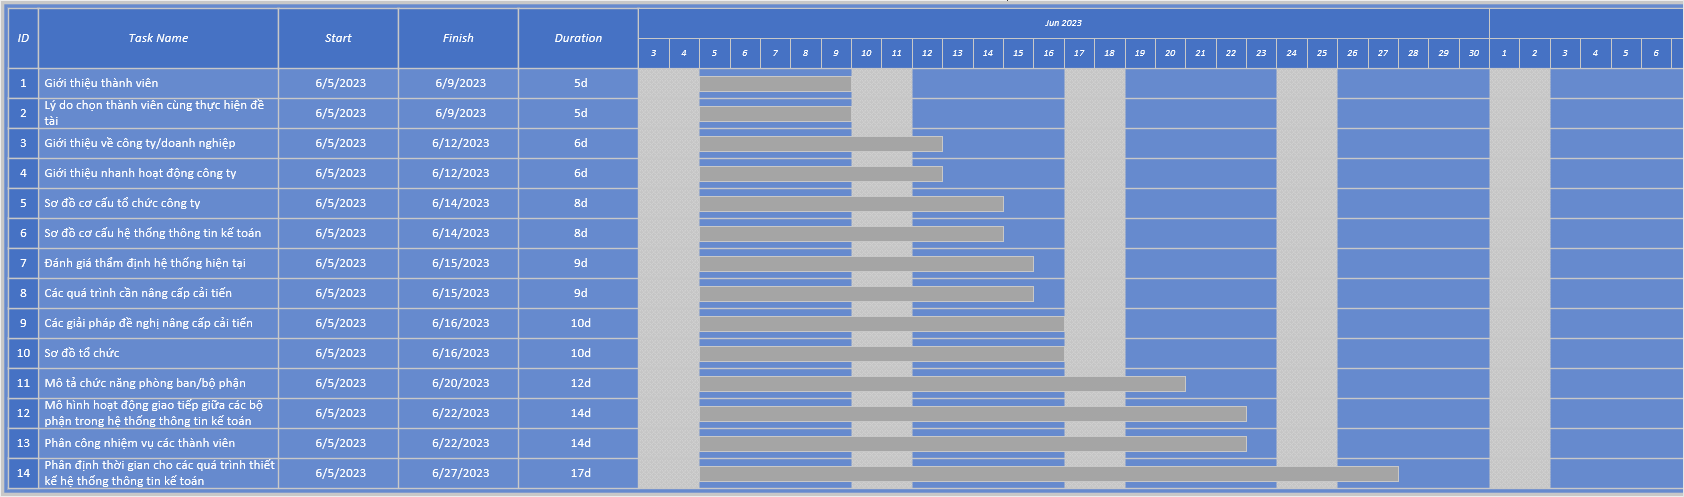 ID Task Name Start Finish Duration Jun 2023
3 4 5 6 7 8 9 10 11 12 13 14 15 16 17 18 19 20 21 22 23 24 25 26 27 28 29 30 1 2 3 4 5 6
1 Giới thiệu thành viên 6/5/2023 6/9/2023 5d
2 Lý do chọn thành viên cùng thực hiện đề
tài 6/5/2023 6/9/2023 5d
3 Giới thiệu về công ty/doanh nghiệp 6/5/2023 6/12/2023 6d
4 Giới thiệu nhanh hoạt động công ty 6/5/2023 6/12/2023 6d
5 Sơ đồ cơ cấu tổ chức công ty 6/5/2023 6/14/2023 8d
6 Sơ đồ cơ cấu hệ thống thông tin kế toán 6/5/2023 6/14/2023 8d
7 Đánh giá thẩm định hệ thống hiện tại 6/5/2023 6/15/2023 9d
8 Các quá trình cần nâng cấp cải tiến 6/5/2023 6/15/2023 9d
9 Các giải pháp đề nghị nâng cấp cải tiến 6/5/2023 6/16/2023 10d
10 Sơ đồ tổ chức 6/5/2023 6/16/2023 10d
11 Mô tả chức năng phòng ban/bộ phận 6/5/2023 6/20/2023 12d
12 Mô hình hoạt động giao tiếp giữa các bộ
phận trong hệ thống thông tin kế toán 6/5/2023 6/22/2023 14d
13 Phân công nhiệm vụ các thành viên 6/5/2023 6/22/2023 14d
14 Phân định thời gian cho các quá trình thiết
kế hệ thống thông tin kế toán 6/5/2023 6/27/2023 17d